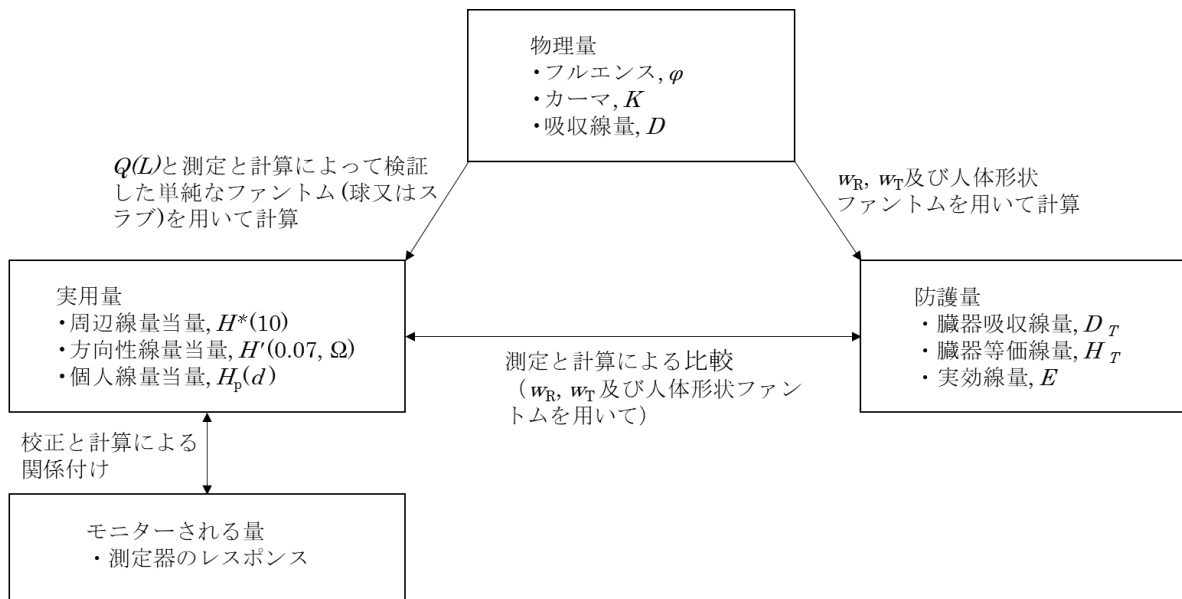 物理量
・フルエンス, φ
・カーマ, K
・吸収線量, D
Q(L)と測定と計算によって検証
した単純なファントム(球又はス
ラブ)を用いて計算
wR, wT及び人体形状
ファントムを用いて計算
実用量
・周辺線量当量, H*(10)
・方向性線量当量, H′(0.07, Ω)
・個人線量当量, Hp(d)
測定と計算による比較
（wR, wT及び人体形状ファン
トムを用いて）
防護量
・臓器吸収線量, DT
・臓器等価線量, HT
・実効線量, E
校正と計算による
関係付け
モニターされる量
・測定器のレスポンス